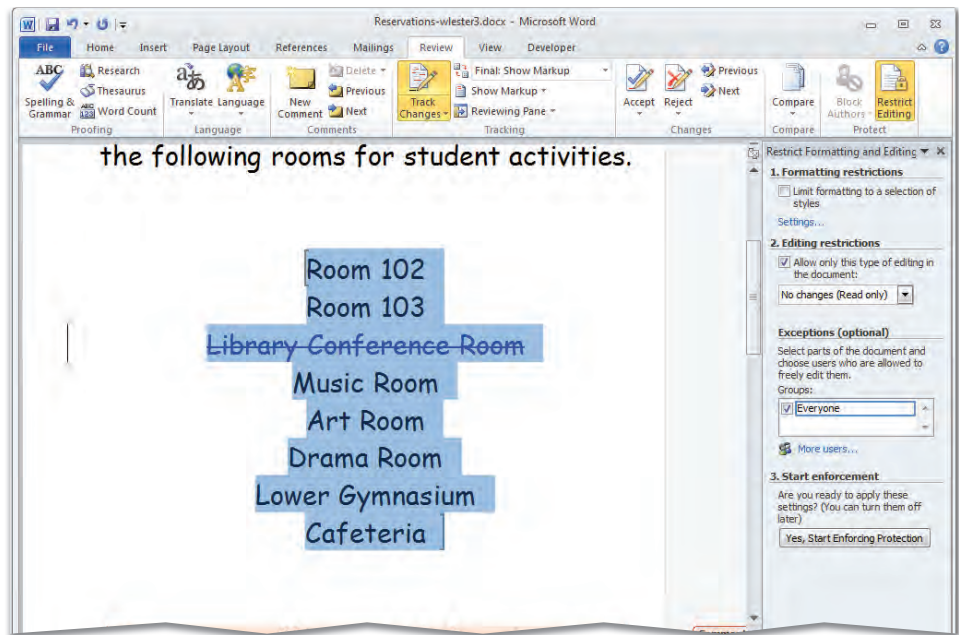 Reservations-wlester3.docx - Microsoft Word
File Home Insert Page Layout References Mailings Review View Developer
ABC Spelling & Grammar
Research
Thesaurus
ABC 123 Word Count
Proofing
Translate Language
Language
New Comment
Delete
Previous
Next
Comments
Track Changes
Final: Show Markup
Show Markup
Reviewing Pane
Tracking
Accept Reject
Previous
Next
Changes
Compare
Compare
Block Authors
Restrict Editing
Protect
the following rooms for student activities.
Room 102
Room 103
Library Conference Room
Music Room
Art Room
Drama Room
Lower Gymnasium
Cafeteria
Restrict Formatting and Editing
1. Formatting restrictions
Limit formatting to a selection of
styles
Settings...
2. Editing restrictions
Allow only this type of editing in
the document:
No changes (Read only)
Exceptions (optional)
Select parts of the document and
choose users who are allowed to
freely edit them.
Groups:
Everyone
More users...
3. Start enforcement
Are you ready to apply these
settings? (You can turn them off
later)
Yes, Start Enforcing Protection